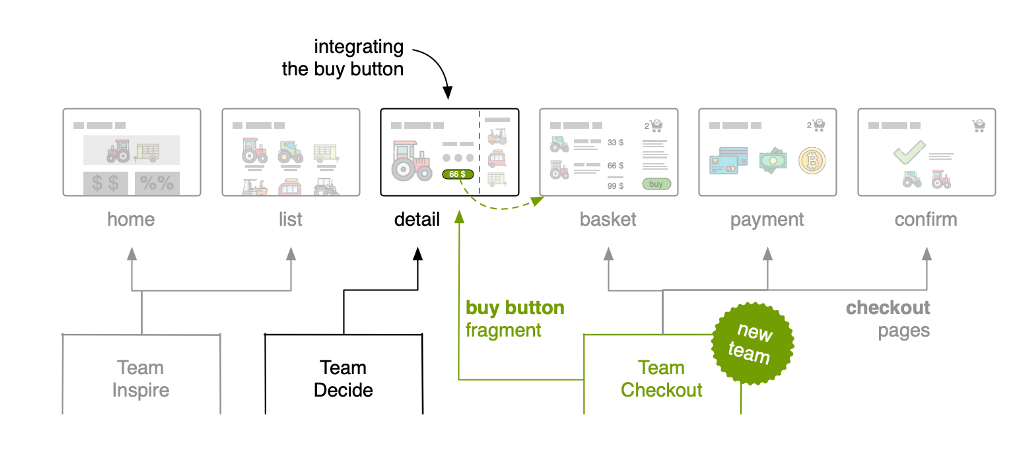 integrating
the buy button
$ $
%%
66 $
2
33 $
66 $
99 $
buy
2
home
list
detail
basket
payment
confirm
buy button
fragment
checkout
pages
new
team
Team
Inspire
Team
Decide
Team
Checkout